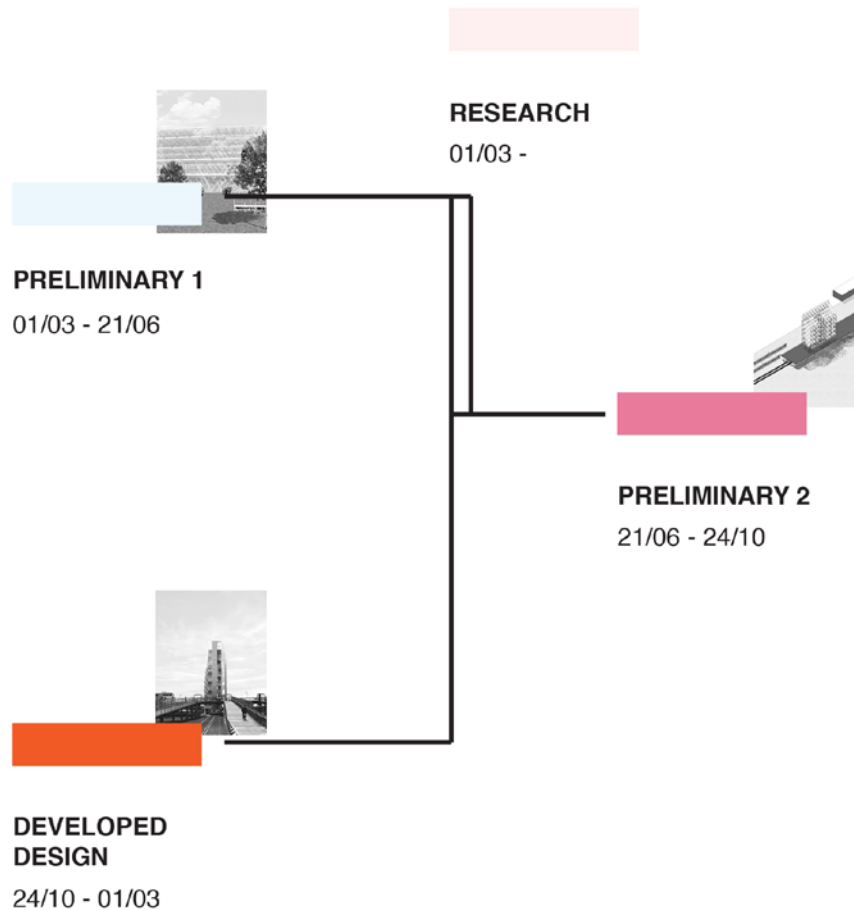 RESEARCH
01/03 -
PRELIMINARY 1
01/03 - 21/06
PRELIMINARY 2
21/06 - 24/10
DEVELOPED
DESIGN
24/10 - 01/03